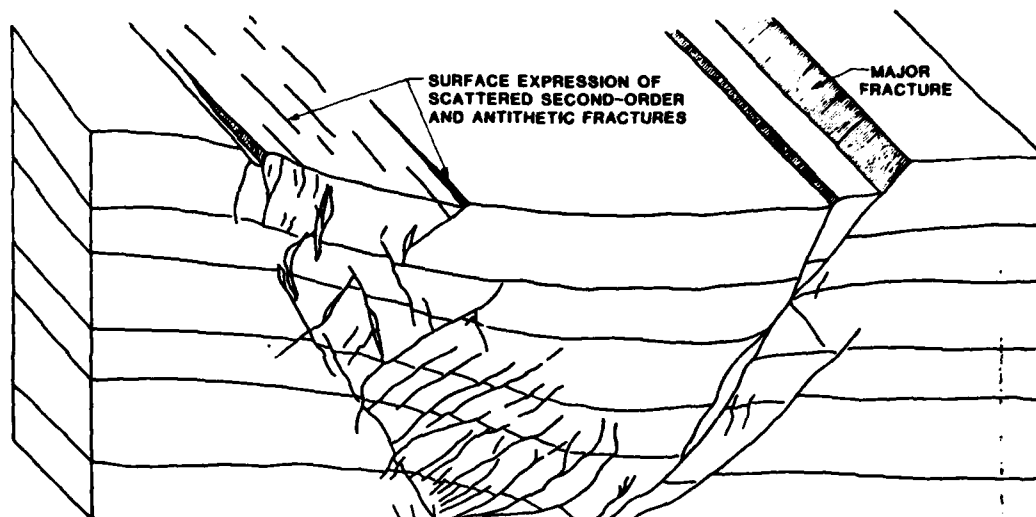 SURFACE EXPRESSION OF
SCATTERED SECOND-ORDER
AND ANTITHETIC FRACTURES
MAJOR
FRACTURE